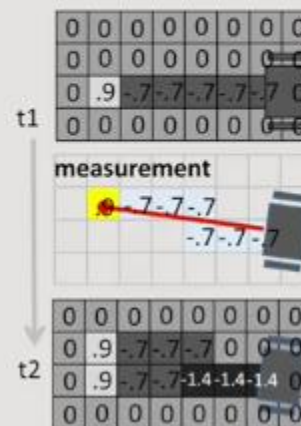 0 0 0 0 0 0 0 0
0 0 0 0 0 0 0
0 .9 -.7 -.7 -.7 -.7 -.7
t1
0 0 0 0 0 0 0
measurement
.9 -.7 -.7 -.7
-.7 -.7 -.7
0 0 0 0 0 0 0 0
0 .9 -.7 -.7 -.7 0 0 0
t2
0 .9 -.7 -.7 -1.4 -1.4 -1.4 0
0 0 0 0 0 0 0 0